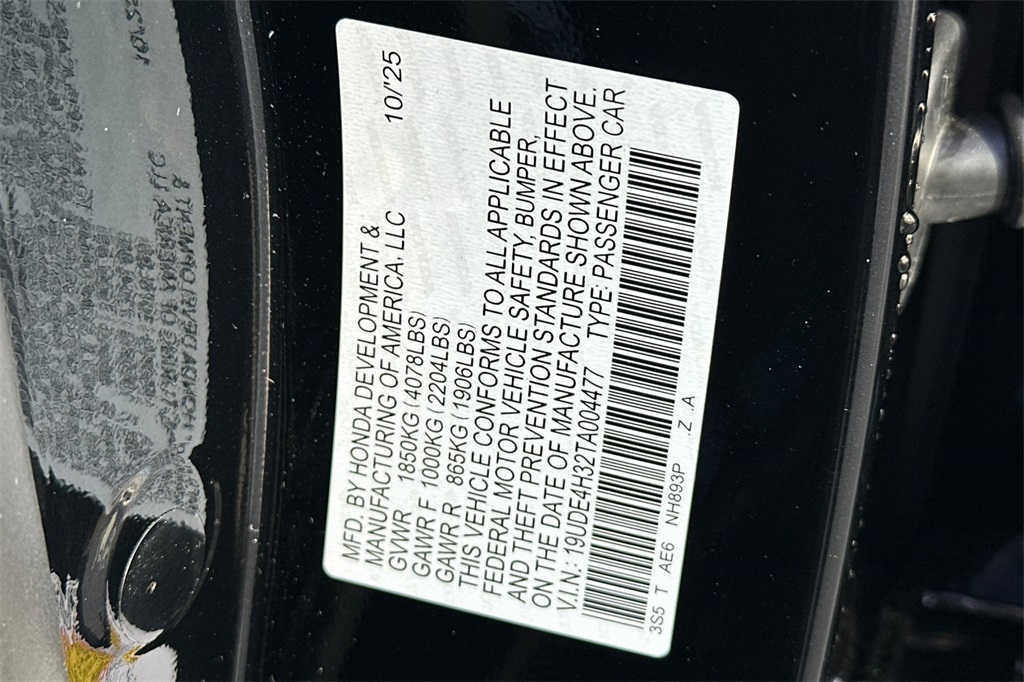 MFD. BY HONDA DEVELOPMENT &
MANUFACTURING OF AMERICA, LLC 10/'25
GVWR 1850KG (4078LBS)
GAWR F 1000KG (2204LBS)
GAWR R 865KG (1906LBS)
THIS VEHICLE CONFORMS TO ALL APPLICABLE
FEDERAL MOTOR VEHICLE SAFETY, BUMPER,
AND THEFT PREVENTION STANDARDS IN EFFECT
ON THE DATE OF MANUFACTURE SHOWN ABOVE.
V.I.N.: 19UDE4H32TA004477 TYPE: PASSENGER CAR
3S5 T AE6 NH893P .Z .A